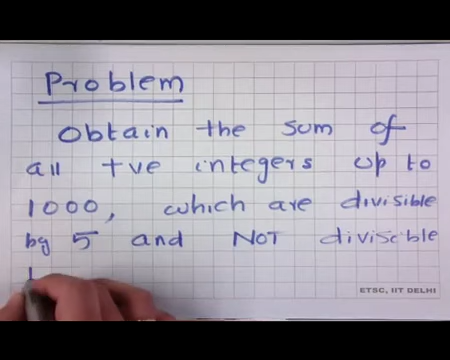 Problem
Obtain the sum of
all +ve integers up to
1000, which are divisible
by 5 and NOT divisible
ETSC, IIT DELHI